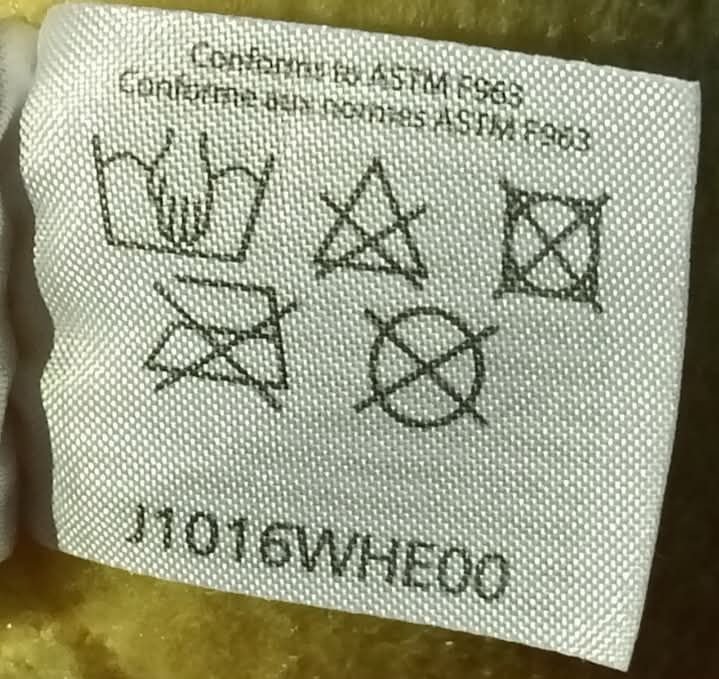 Conforms to ASTM F963
Conforme aux normes ASTM F963
J1016WHE00